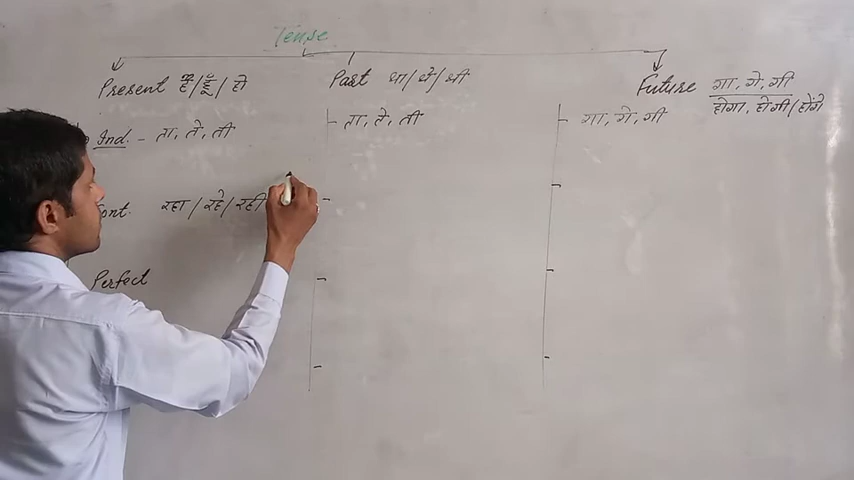 Tense
Present है/हूँ/हो
Past था/थे/थी
Future गा, गे, गी
होगा, होगी/होंगे
Ind. - ता, ते, ती
ता, ते, ती
गा, गे, गी
Cont. रहा/रहे/रही
Perfect